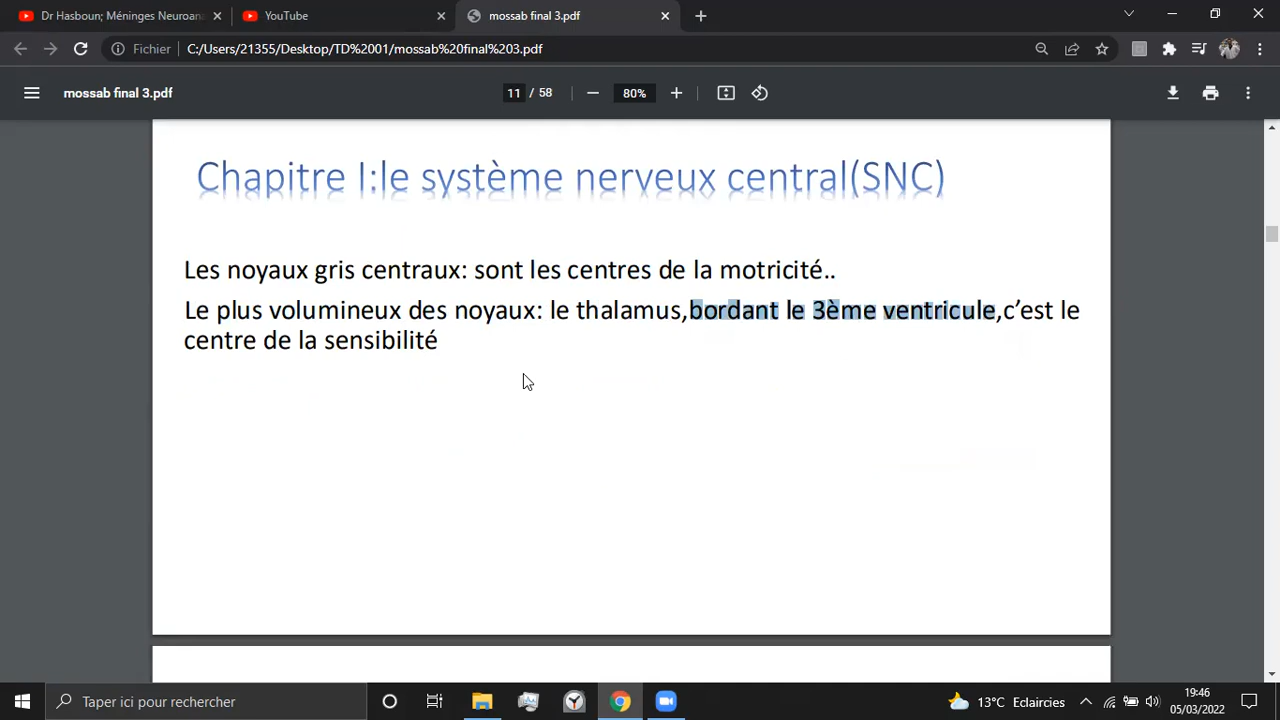 Dr Hasboun; Méninges Neuroan
YouTube
mossab final 3.pdf
Fichier
C:/Users/21355/Desktop/TD%2001/mossab%20final%203.pdf
mossab final 3.pdf
11 / 58
80%
Chapitre I:le système nerveux central(SNC)
Les noyaux gris centraux: sont les centres de la motricité..
Le plus volumineux des noyaux: le thalamus,bordant le 3ème ventricule,c’est le
centre de la sensibilité
Taper ici pour rechercher
13°C Eclaircies
19:46
05/03/2022